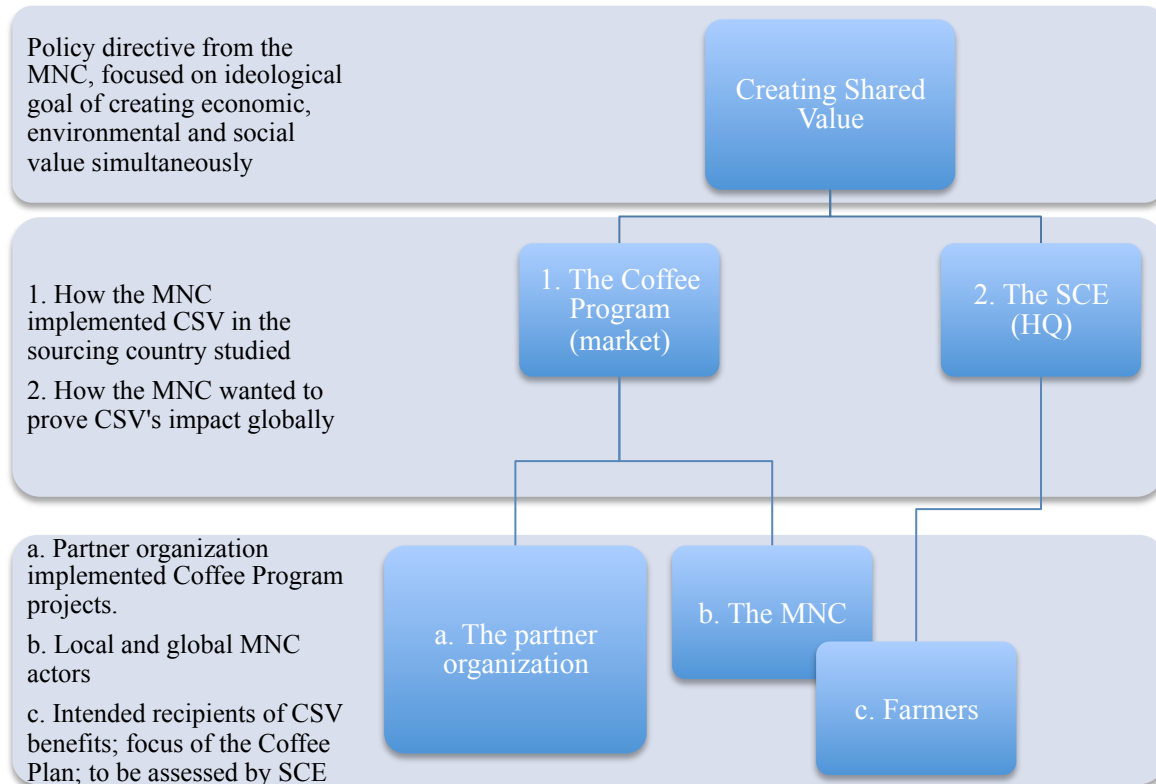 Policy directive from the
MNC, focused on ideological
goal of creating economic,
environmental and social
value simultaneously
Creating Shared
Value
1. How the MNC
implemented CSV in the
sourcing country studied
2. How the MNC wanted to
prove CSV's impact globally
1. The Coffee
Program
(market)
2. The SCE
(HQ)
a. Partner organization
implemented Coffee Program
projects.
b. Local and global MNC
actors
c. Intended recipients of CSV
benefits; focus of the Coffee
Plan; to be assessed by SCE
a. The partner
organization
b. The MNC
c. Farmers